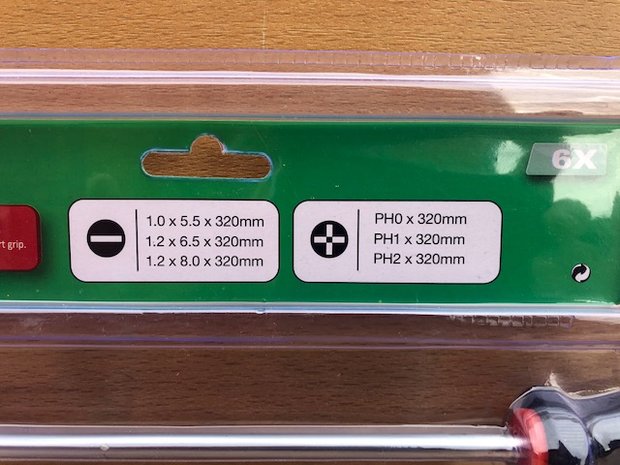 6X
rt grip.
1.0 x 5.5 x 320mm
1.2 x 6.5 x 320mm
1.2 x 8.0 x 320mm
PH0 x 320mm
PH1 x 320mm
PH2 x 320mm